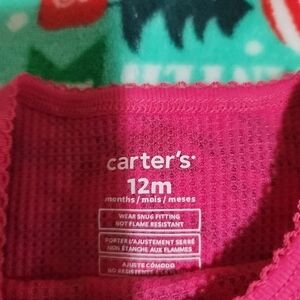 carter's
12m
months / mois / meses
WEAR SNUG FITTING
NOT FLAME RESISTANT
PORTER L'AJUSTEMENT SERRÉ
NON ÉTANCHE AUX FLAMMES
AJUSTE CÓMODO
NO RESISTENTE